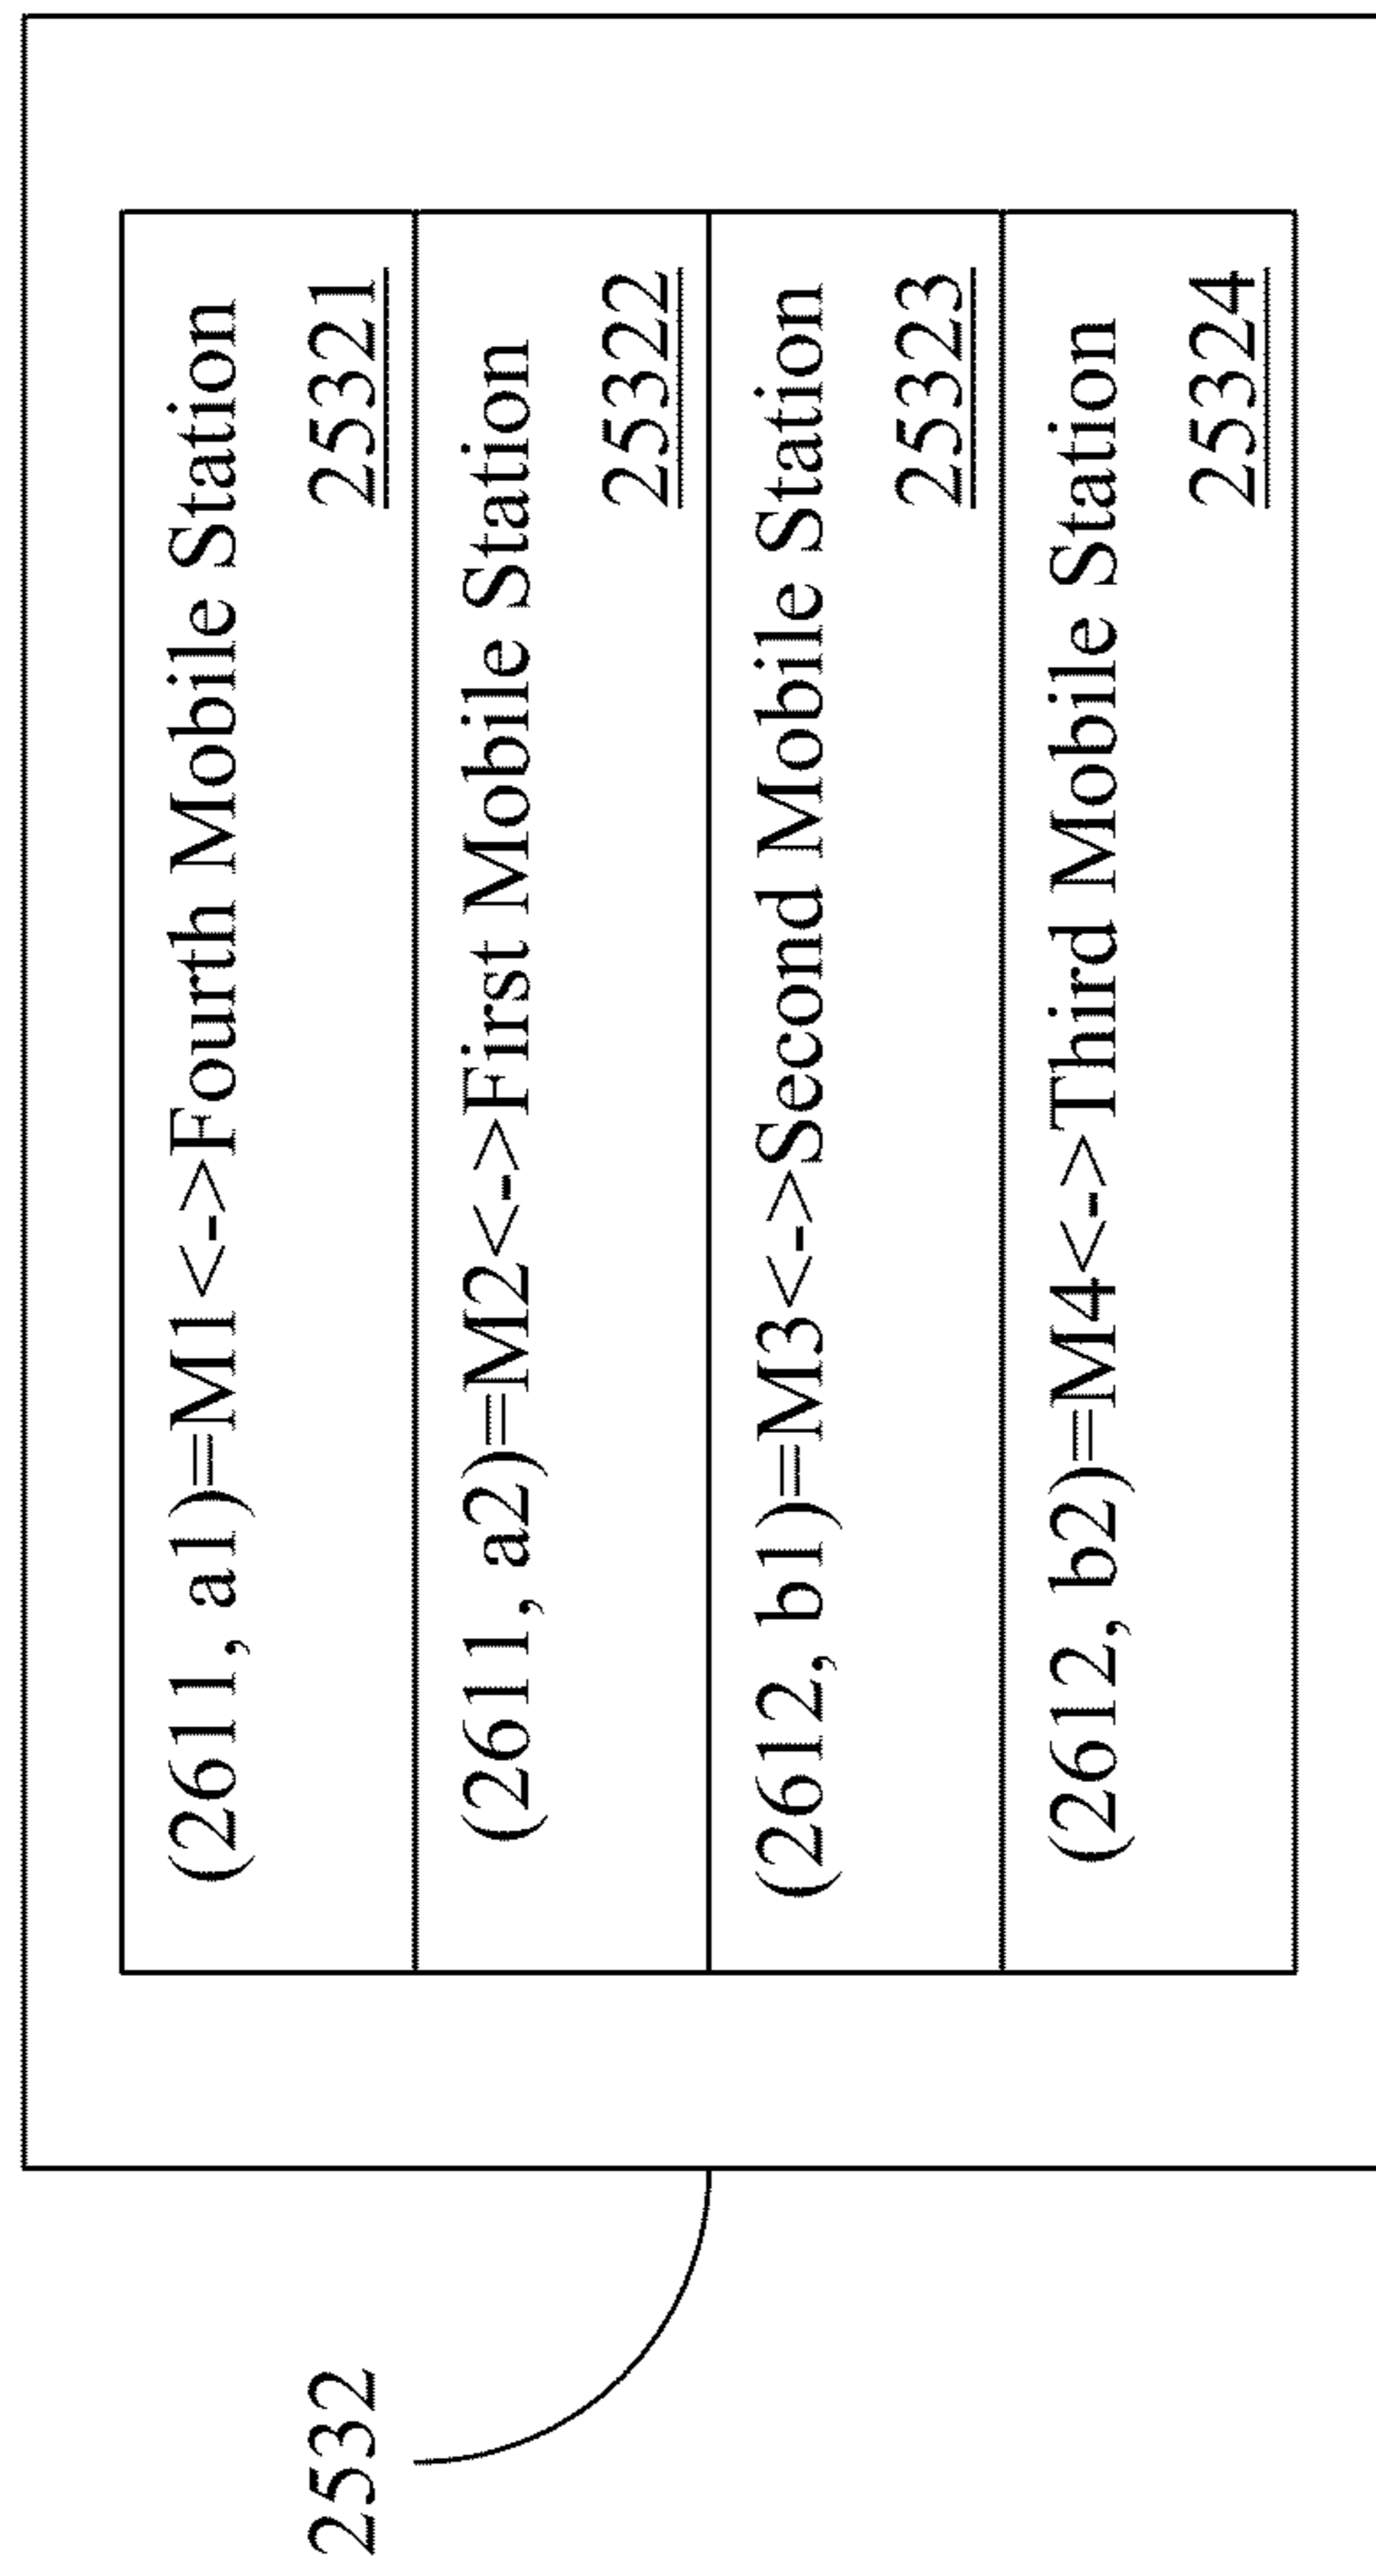 2532
(2611, a1)=M1<->Fourth Mobile Station
25321
(2611, a2)=M2<->First Mobile Station
25322
(2612, b1)=M3<->Second Mobile Station
25323
(2612, b2)=M4<->Third Mobile Station
25324